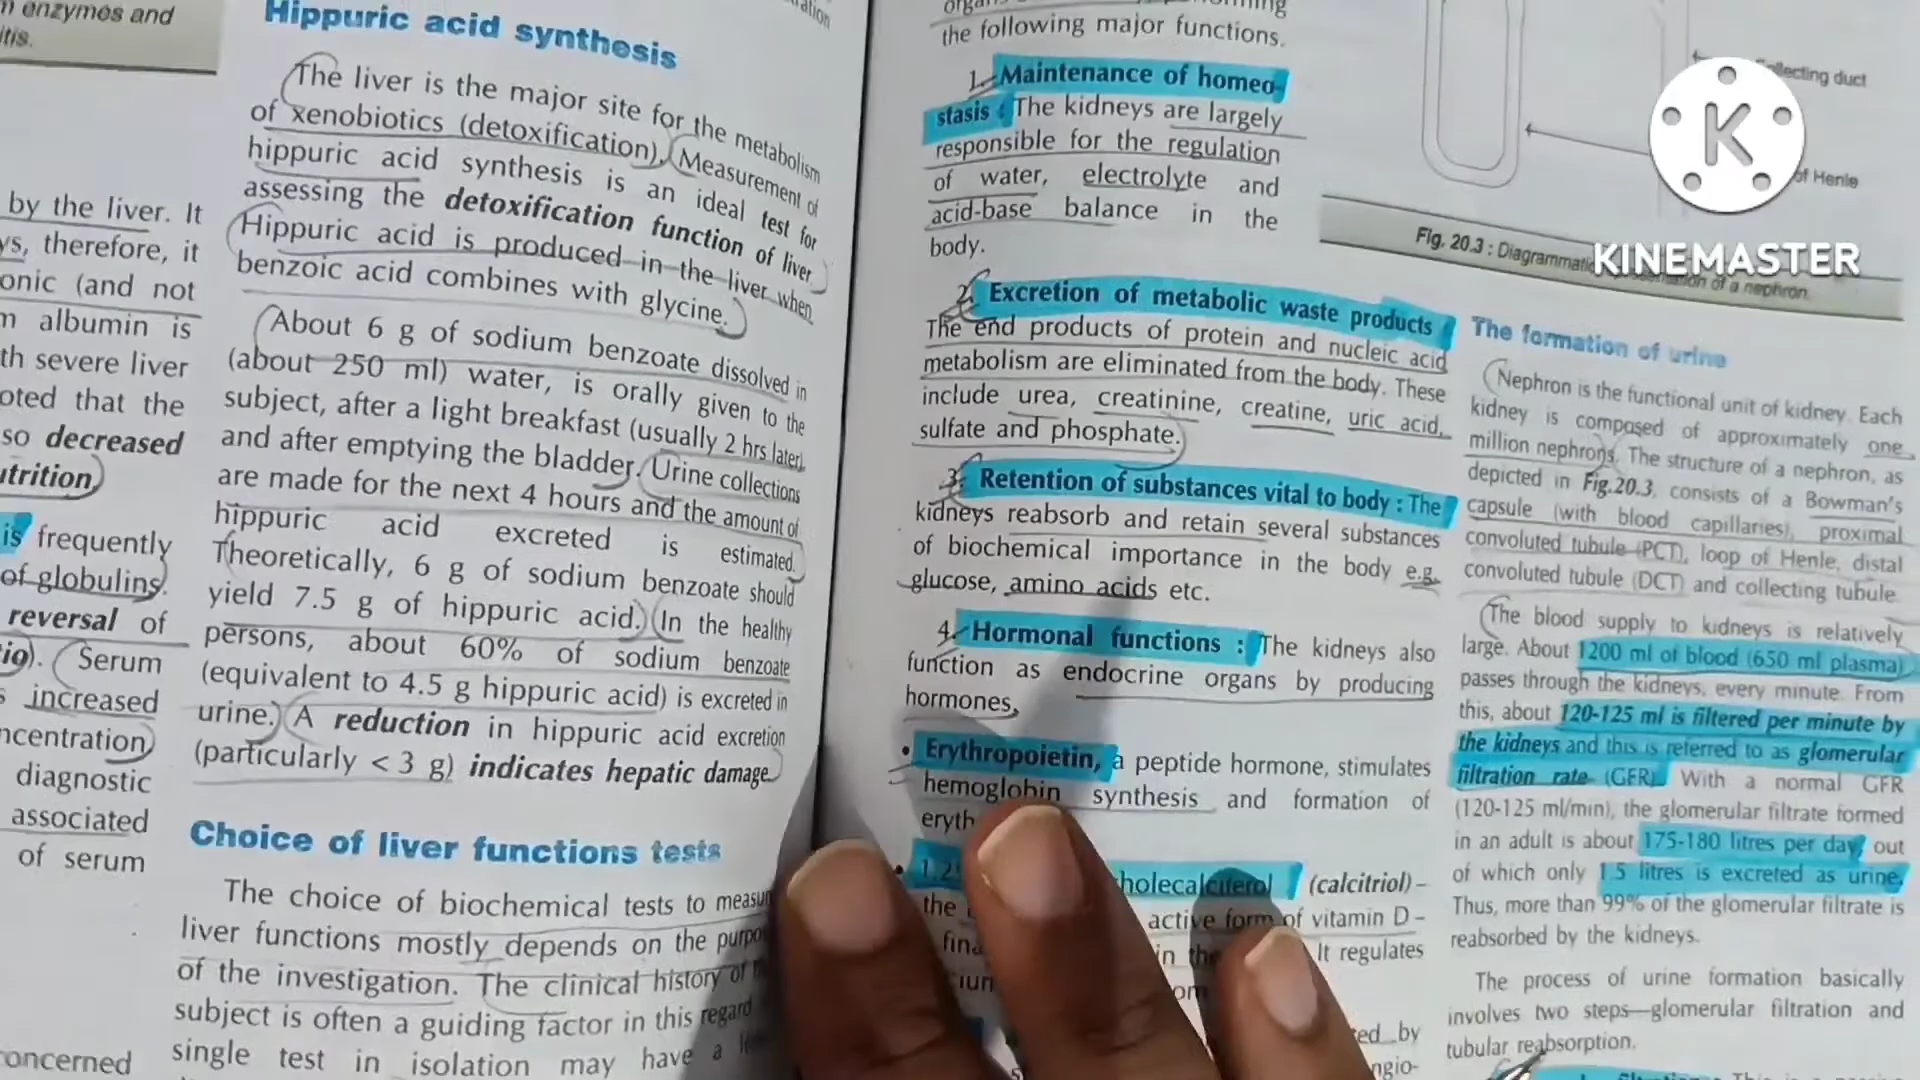 n enzymes and
itis.
by the liver. It
ys, therefore, it
onic (and not
m albumin is
th severe liver
oted that the
so decreased
utrition)
is frequently
of globulins.
reversal of
io). Serum
s increased
ncentration)
diagnostic
associated
of serum
concerned
Hippuric acid synthesis
The liver is the major site for the metabolism
of xenobiotics (detoxification). Measurement of
hippuric acid synthesis is an ideal test for
assessing the detoxification function of liver
Hippuric acid is produced in the liver when
benzoic acid combines with glycine.
About 6 g of sodium benzoate dissolved in
(about 250 ml) water, is orally given to the
subject, after a light breakfast (usually 2 hrs later)
and after emptying the bladder. Urine collections
are made for the next 4 hours and the amount of
hippuric acid excreted is estimated.
Theoretically, 6 g of sodium benzoate should
yield 7.5 g of hippuric acid. In the healthy
persons, about 60% of sodium benzoate
(equivalent to 4.5 g hippuric acid) is excreted in
urine. A reduction in hippuric acid excretion
(particularly < 3 g) indicates hepatic damage
Choice of liver functions tests
The choice of biochemical tests to measur
liver functions mostly depends on the purpo
of the investigation. The clinical history of
subject is often a guiding factor in this regard
single test in isolation may have a
ration
the following major functions.
1. Maintenance of homeo-
stasis : The kidneys are largely
responsible for the regulation
of water, electrolyte and
acid-base balance in the
body.
2. Excretion of metabolic waste products :
The end products of protein and nucleic acid
metabolism are eliminated from the body. These
include urea, creatinine, creatine, uric acid,
sulfate and phosphate.
3. Retention of substances vital to body : The
kidneys reabsorb and retain several substances
of biochemical importance in the body e.g.
glucose, amino acids etc.
4. Hormonal functions : The kidneys also
function as endocrine organs by producing
hormones,
• Erythropoietin, a peptide hormone, stimulates
hemoglobin synthesis and formation of
eryth
• 1,2 holecalciferol (calcitriol) –
the active form of vitamin D –
fina in the It regulates
ium
ed by
ngio-
llecting duct
of Henle
K
KINEMASTER
Fig. 20.3 : Diagrammatic of a nephron.
The formation of urine
Nephron is the functional unit of kidney. Each
kidney is composed of approximately one
million nephrons. The structure of a nephron, as
depicted in Fig.20.3, consists of a Bowman's
capsule (with blood capillaries), proximal
convoluted tubule (PCT), loop of Henle, distal
convoluted tubule (DCT) and collecting tubule.
The blood supply to kidneys is relatively
large. About 1200 ml of blood (650 ml plasma)
passes through the kidneys, every minute. From
this, about 120-125 ml is filtered per minute by
the kidneys and this is referred to as glomerular
filtration rate (GFR). With a normal GFR
(120-125 ml/min), the glomerular filtrate formed
in an adult is about 175-180 litres per day, out
of which only 1.5 litres is excreted as urine.
Thus, more than 99% of the glomerular filtrate is
reabsorbed by the kidneys.
The process of urine formation basically
involves two steps—glomerular filtration and
tubular reabsorption.